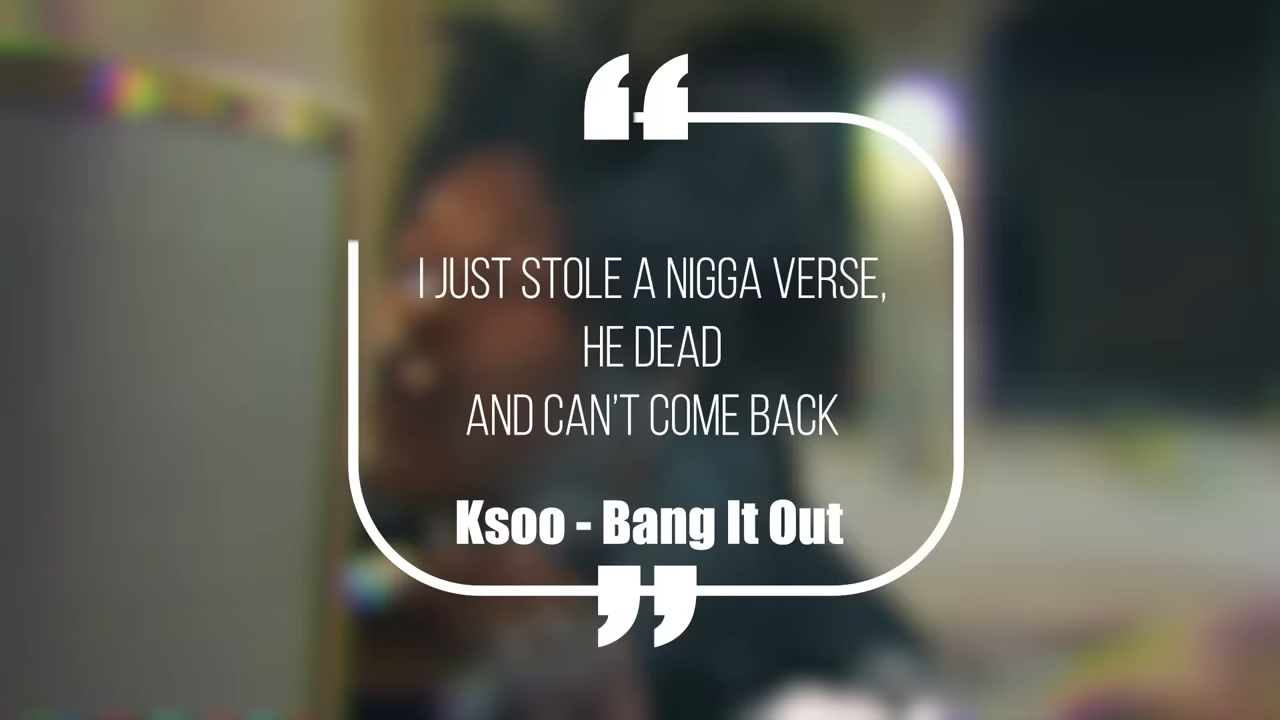 I JUST STOLE A NIGGA VERSE,
HE DEAD
AND CAN'T COME BACK
Ksoo - Bang It Out